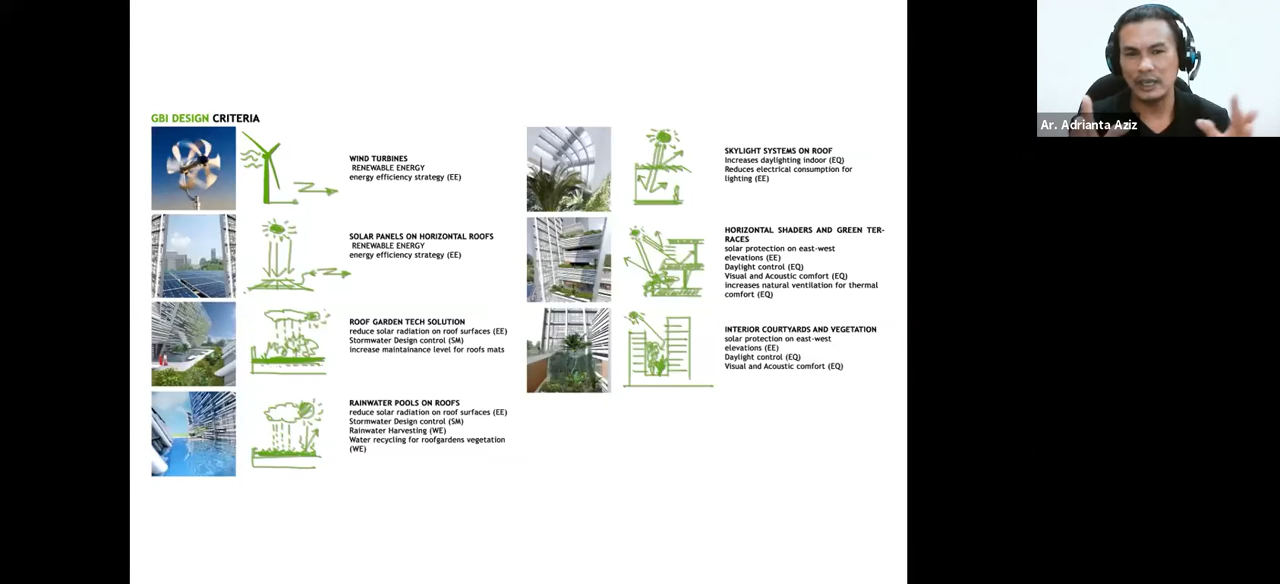 GBI DESIGN CRITERIA
WIND TURBINES
RENEWABLE ENERGY
energy efficiency strategy (EE)
SOLAR PANELS ON HORIZONTAL ROOFS
RENEWABLE ENERGY
energy efficiency strategy (EE)
ROOF GARDEN TECH SOLUTION
reduce solar radiation on roof surfaces (EE)
Stormwater Design control (SM)
increase maintainance level for roofs mats
RAINWATER POOLS ON ROOFS
reduce solar radiation on roof surfaces (EE)
Stormwater Design control (SM)
Rainwater Harvesting (WE)
Water recycling for roofgardens vegetation
(WE)
SKYLIGHT SYSTEMS ON ROOF
Increases daylighting indoor (EQ)
Reduces electrical consumption for
lighting (EE)
HORIZONTAL SHADERS AND GREEN TER-
RACES
solar protection on east-west
elevations (EE)
Daylight control (EQ)
Visual and Acoustic comfort (EQ)
increases natural ventilation for thermal
comfort (EQ)
INTERIOR COURTYARDS AND VEGETATION
solar protection on east-west
elevations (EE)
Daylight control (EQ)
Visual and Acoustic comfort (EQ)
Ar. Adrianta Aziz